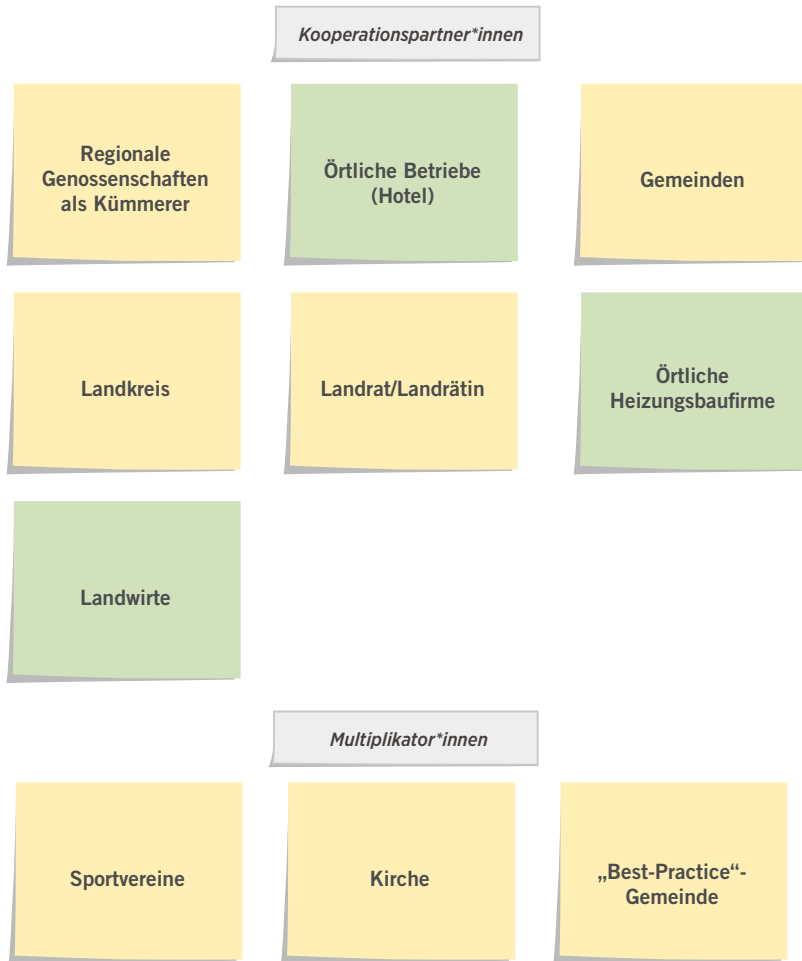 Kooperationspartner*innen
Regionale
Genossenschaften
als Kümmerer
Örtliche Betriebe
(Hotel)
Gemeinden
Landkreis
Landrat/Landrätin
Örtliche
Heizungsbaufirme
Landwirte
Multiplikator*innen
Sportvereine
Kirche
„Best-Practice“-
Gemeinde